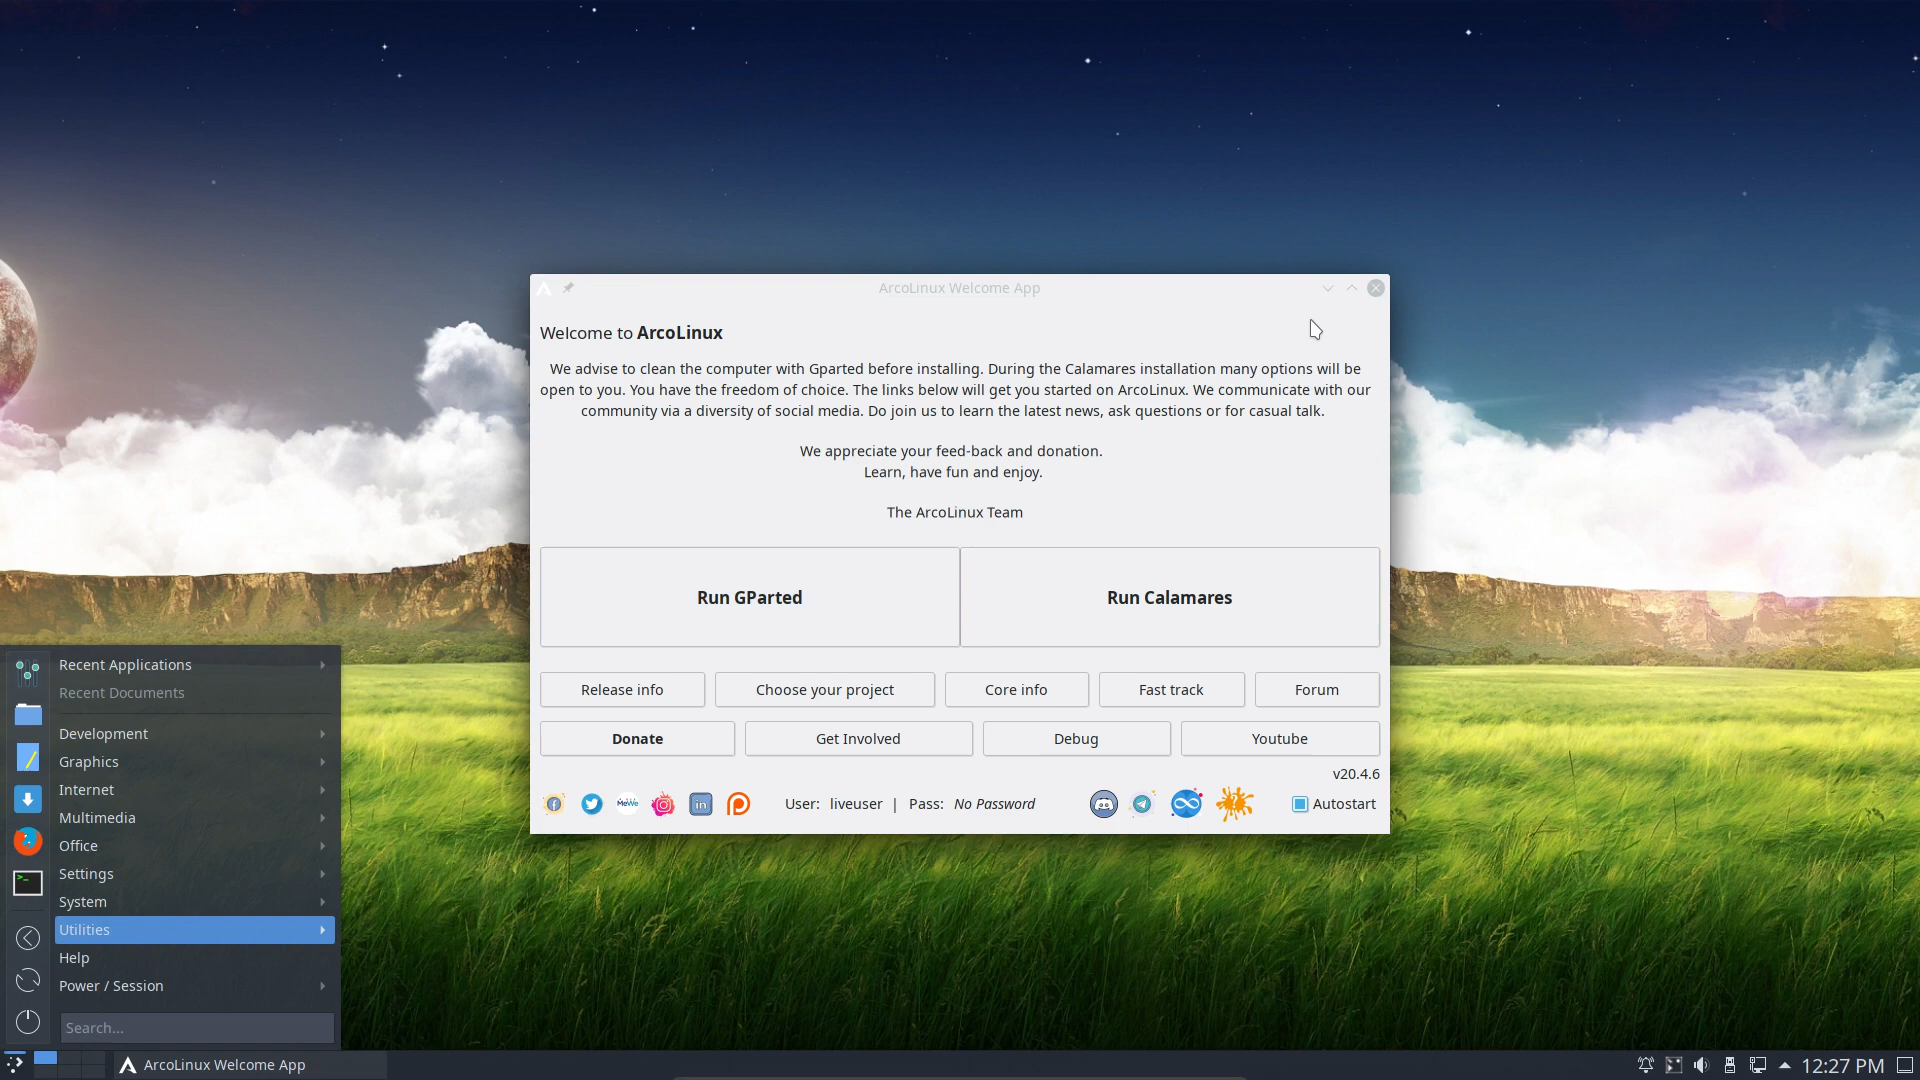 ArcoLinux Welcome App
Welcome to ArcoLinux
We advise to clean the computer with Gparted before installing. During the Calamares installation many options will be
open to you. You have the freedom of choice. The links below will get you started on ArcoLinux. We communicate with our
community via a diversity of social media. Do join us to learn the latest news, ask questions or for casual talk.
We appreciate your feed-back and donation.
Learn, have fun and enjoy.
The ArcoLinux Team
Run GParted
Run Calamares
Release info
Choose your project
Core info
Fast track
Forum
Donate
Get Involved
Debug
Youtube
v20.4.6
MeWe
in
User: liveuser | Pass: No Password
Autostart
Recent Applications
Recent Documents
Development
Graphics
Internet
Multimedia
Office
Settings
System
Utilities
Help
Power / Session
Search...
ArcoLinux Welcome App
12:27 PM